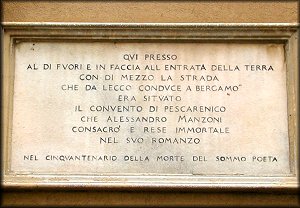 QVI PRESSO
AL DI FVORI E IN FACCIA ALL ENTRATA DELLA TERRA
CON DI MEZZO LA STRADA
CHE DA LECCO CONDVCE A BERGAMO"
ERA SITVATO
IL CONVENTO DI PESCARENICO
CHE ALESSANDRO MANZONI
CONSACRÒ E RESE IMMORTALE
NEL SVO ROMANZO
NEL CINQVANTENARIO DELLA MORTE DEL SOMMO POETA